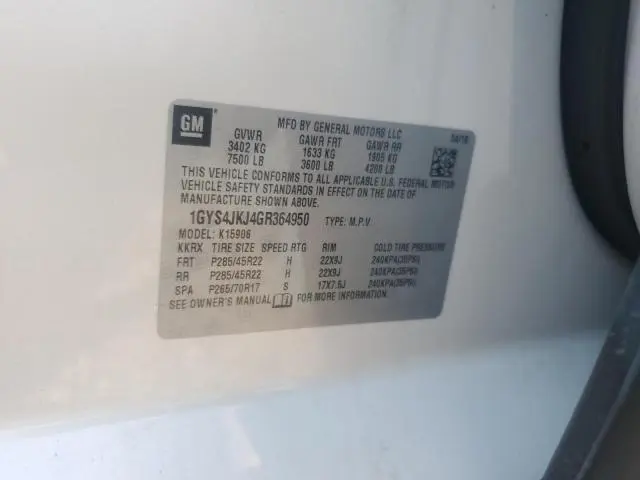 GM
MFD BY GENERAL MOTORS LLC
04/16
GVWR GAWR FRT GAWR RR
3402 KG 1633 KG 1905 KG
7500 LB 3600 LB 4200 LB
THIS VEHICLE CONFORMS TO ALL APPLICABLE U.S. FEDERAL MOTOR
VEHICLE SAFETY STANDARDS IN EFFECT ON THE DATE OF
MANUFACTURE SHOWN ABOVE.
1GYS4JKJ4GR364950 TYPE: M.P.V
MODEL: K15906
KKRX TIRE SIZE SPEED RTG RIM COLD TIRE PRESSURE
FRT P285/45R22 H 22X9J 240KPA(35PSI)
RR P285/45R22 H 22X9J 240KPA(35PSI)
SPA P265/70R17 S 17X7.5J 240KPA(35PSI)
SEE OWNER'S MANUAL FOR MORE INFORMATION.